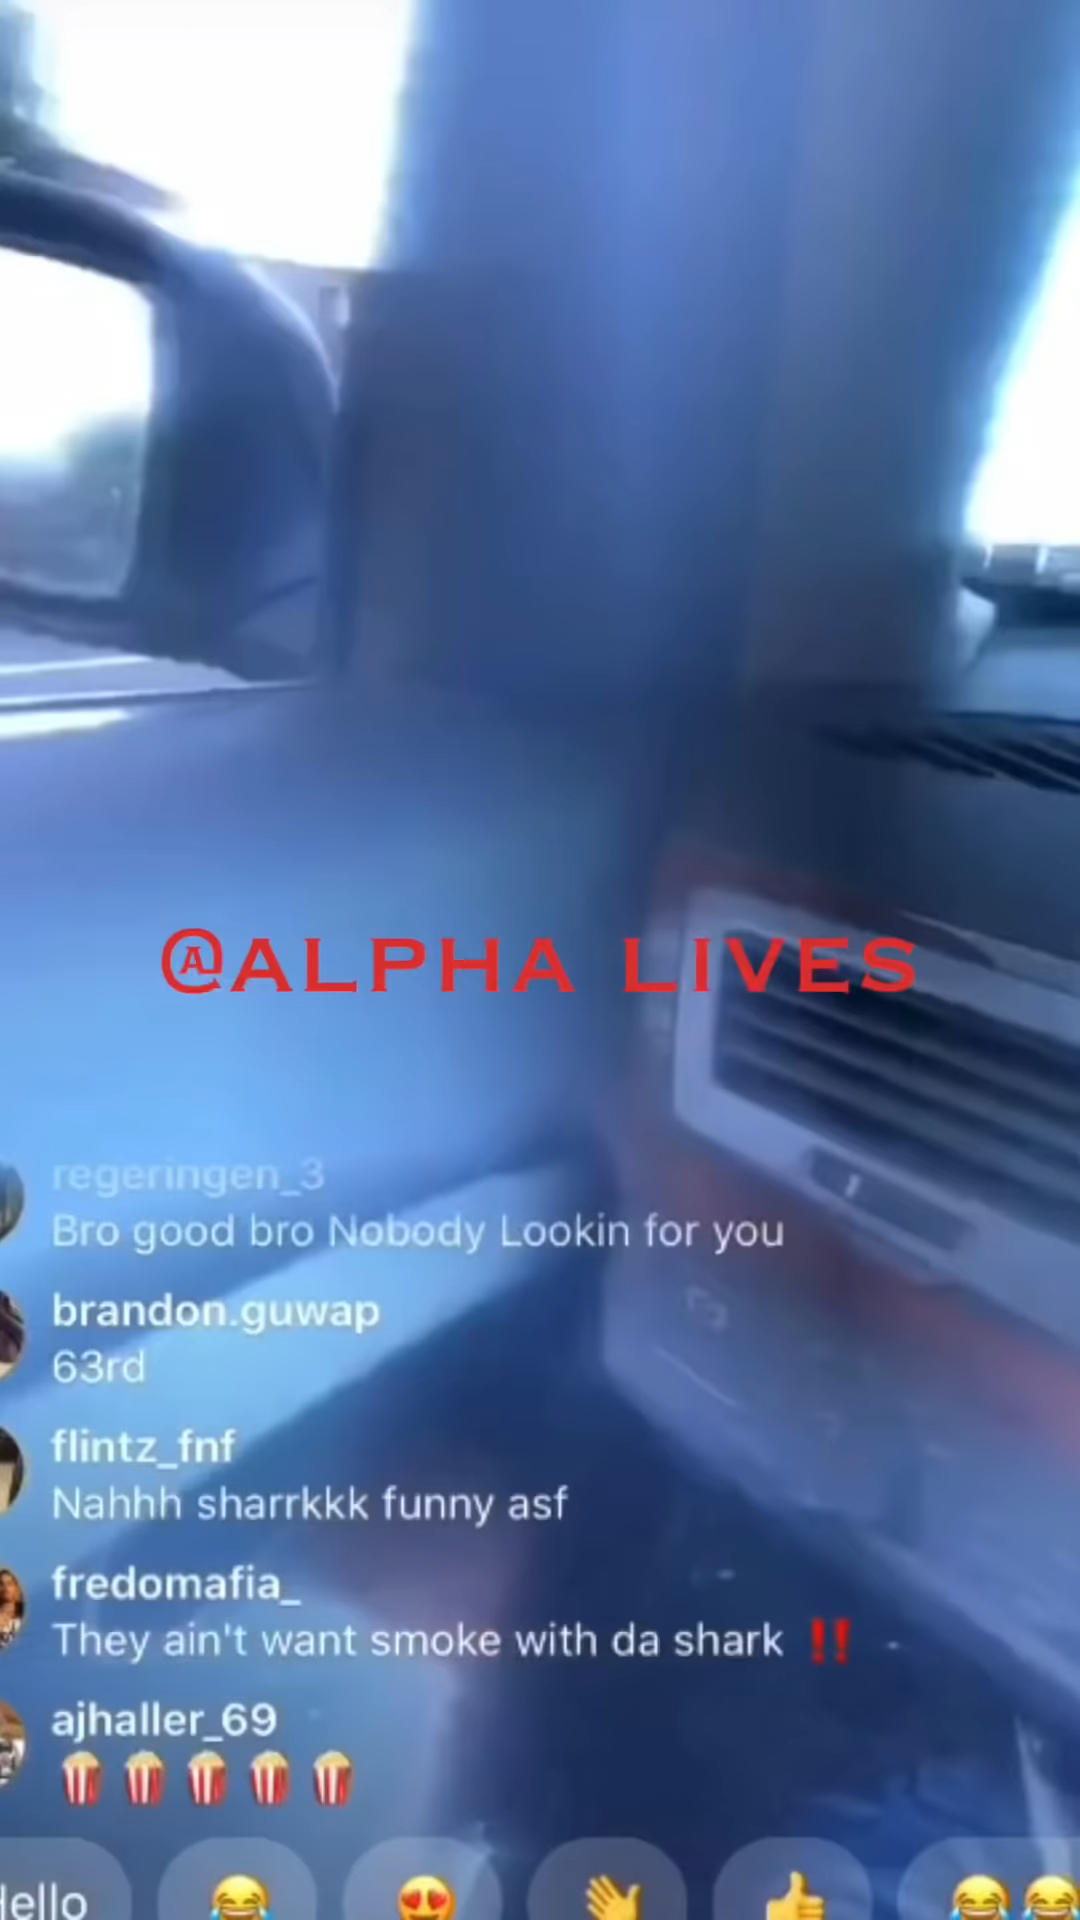 @ALPHA LIVES
regeringen_3
Bro good bro Nobody Lookin for you
brandon.guwap
63rd
flintz_fnf
Nahhh sharrkkk funny asf
fredomafia_
They ain't want smoke with da shark ‼️
ajhaller_69
🍿🍿🍿🍿🍿
Hello 😂 😍 👋 👍 😂😂